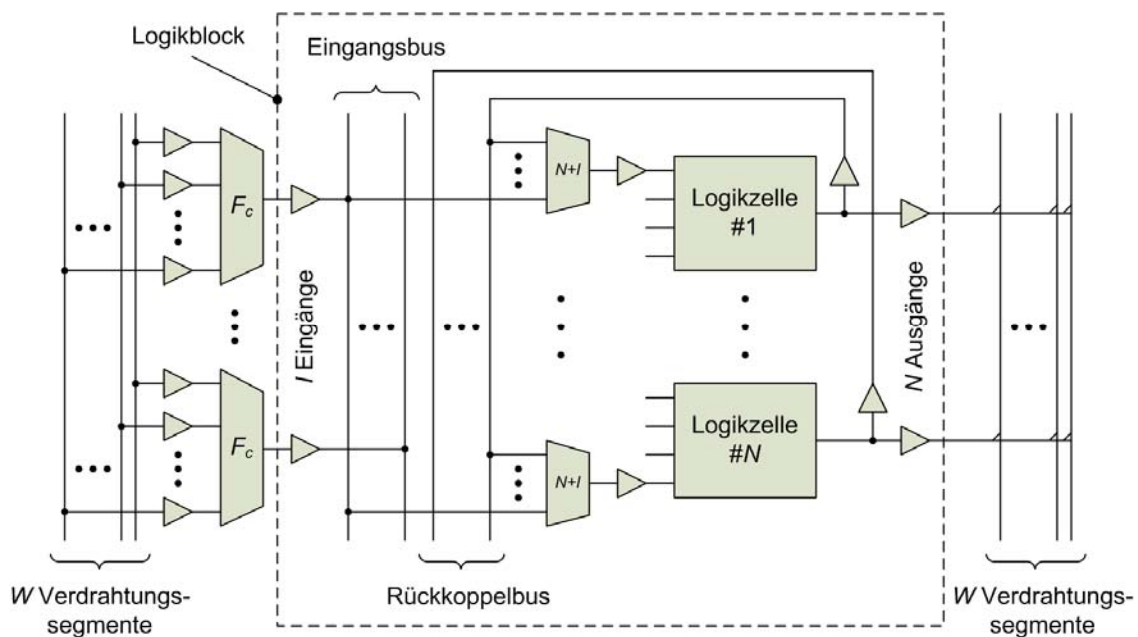 Logikblock
Eingangsbus
F_c
N+I
Logikzelle
#1
I Eingänge
N Ausgänge
F_c
N+I
Logikzelle
#N
W Verdrahtungs-
segmente
Rückkoppelbus
W Verdrahtungs-
segmente